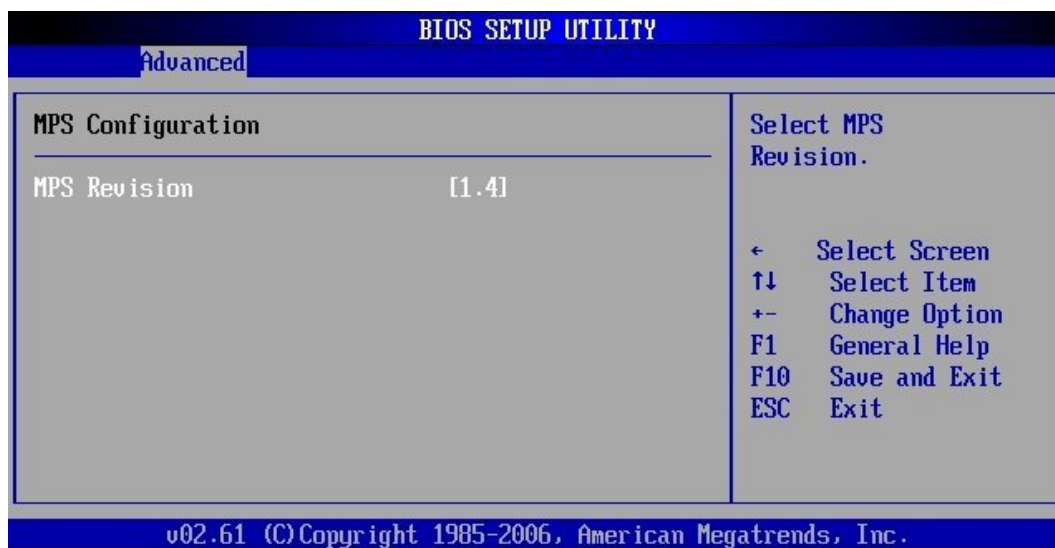 BIOS SETUP UTILITY
Advanced
MPS Configuration
MPS Revision [1.4]
Select MPS
Revision.
← Select Screen
↑↓ Select Item
+- Change Option
F1 General Help
F10 Save and Exit
ESC Exit
v02.61 (C)Copyright 1985-2006, American Megatrends, Inc.